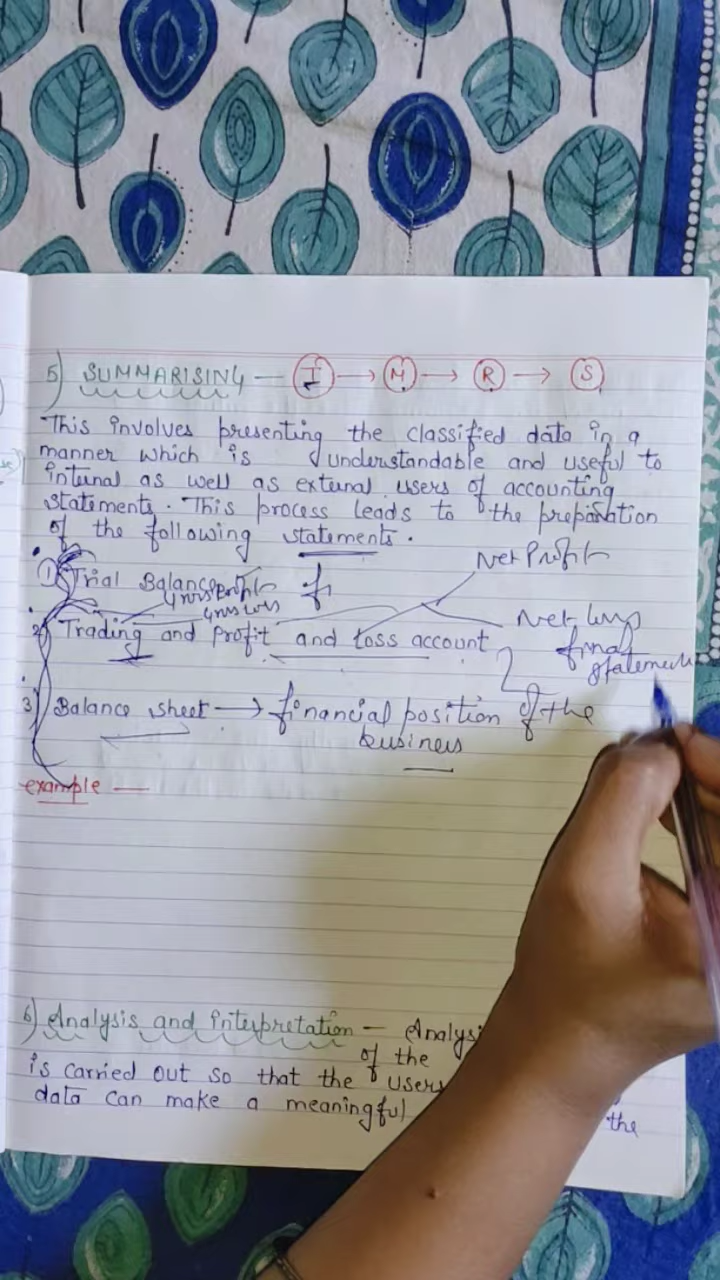 5) SUMMARISING — I → M → R → S
This involves presenting the classified data in a
manner which is understandable and useful to
internal as well as external users of accounting
statements. This process leads to the preparation
of the following statements.
Net Profit
1) Trial Balance
Gross Profit
Gross Loss
Net Loss
2) Trading and Profit and Loss account
final
statement
3) Balance sheet → financial position of the
business
example —
6) Analysis and interpretation —
of the
is carried out so that the users
data can make a meaningful
the